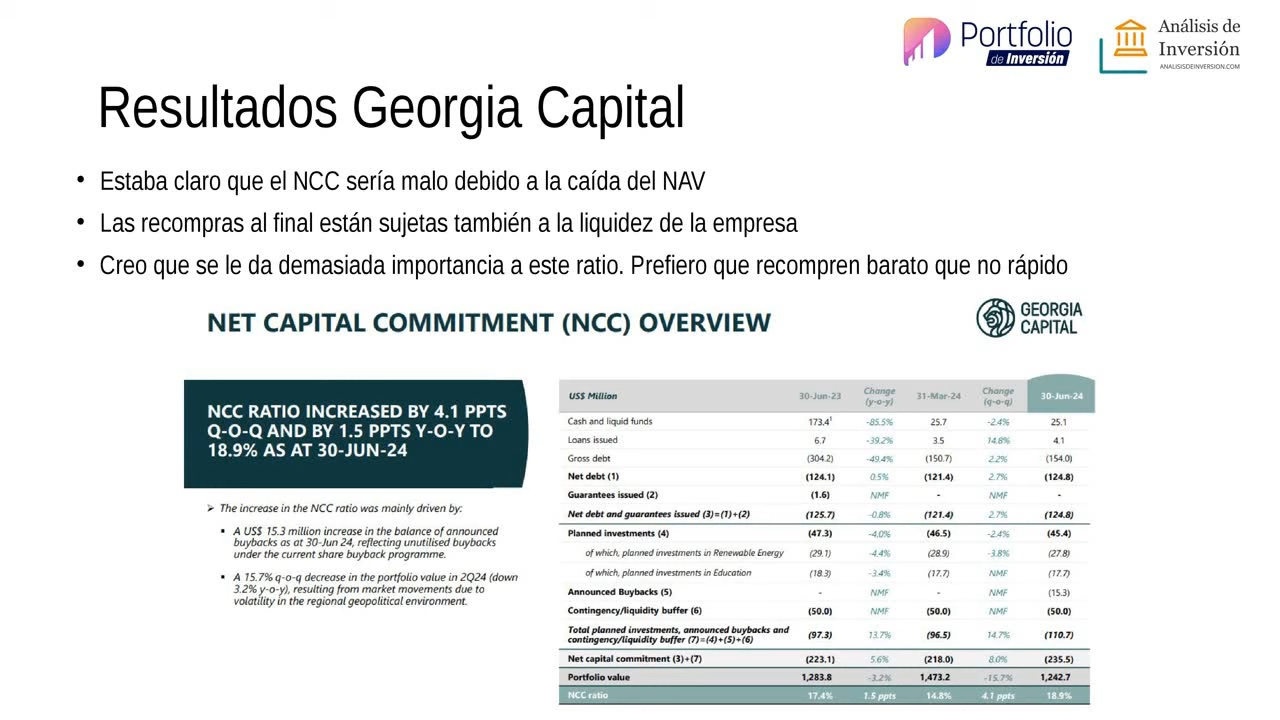 Portfolio
de Inversión
Análisis de
Inversión
ANALISISDEINVERSION.COM
Resultados Georgia Capital
• Estaba claro que el NCC sería malo debido a la caída del NAV
• Las recompras al final están sujetas también a la liquidez de la empresa
• Creo que se le da demasiada importancia a este ratio. Prefiero que recompren barato que no rápido
NET CAPITAL COMMITMENT (NCC) OVERVIEW
GEORGIA
CAPITAL
NCC RATIO INCREASED BY 4.1 PPTS
Q-O-Q AND BY 1.5 PPTS Y-O-Y TO
18.9% AS AT 30-JUN-24
➢ The increase in the NCC ratio was mainly driven by:
▪ A US$ 15.3 million increase in the balance of announced
buybacks as at 30-Jun 24, reflecting unutilised buybacks
under the current share buyback programme.
▪ A 15.7% q-o-q decrease in the portfolio value in 2Q24 (down
3.2% y-o-y), resulting from market movements due to
volatility in the regional geopolitical environment.
US$ Million 30-Jun-23 Change (y-o-y) 31-Mar-24 Change (q-o-q) 30-Jun-24
Cash and liquid funds 173.4¹ -85.5% 25.7 -2.4% 25.1
Loans issued 6.7 -39.2% 3.5 14.8% 4.1
Gross debt (304.2) -49.4% (150.7) 2.2% (154.0)
Net debt (1) (124.1) 0.5% (121.4) 2.7% (124.8)
Guarantees issued (2) (1.6) NMF - NMF -
Net debt and guarantees issued (3)=(1)+(2) (125.7) -0.8% (121.4) 2.7% (124.8)
Planned investments (4) (47.3) -4.0% (46.5) -2.4% (45.4)
of which, planned investments in Renewable Energy (29.1) -4.4% (28.9) -3.8% (27.8)
of which, planned investments in Education (18.3) -3.4% (17.7) NMF (17.7)
Announced Buybacks (5) - NMF - NMF (15.3)
Contingency/liquidity buffer (6) (50.0) NMF (50.0) NMF (50.0)
Total planned investments, announced buybacks and
contingency/liquidity buffer (7)=(4)+(5)+(6) (97.3) 13.7% (96.5) 14.7% (110.7)
Net capital commitment (3)+(7) (223.1) 5.6% (218.0) 8.0% (235.5)
Portfolio value 1,283.8 -3.2% 1,473.2 -15.7% 1,242.7
NCC ratio 17.4% 1.5 ppts 14.8% 4.1 ppts 18.9%